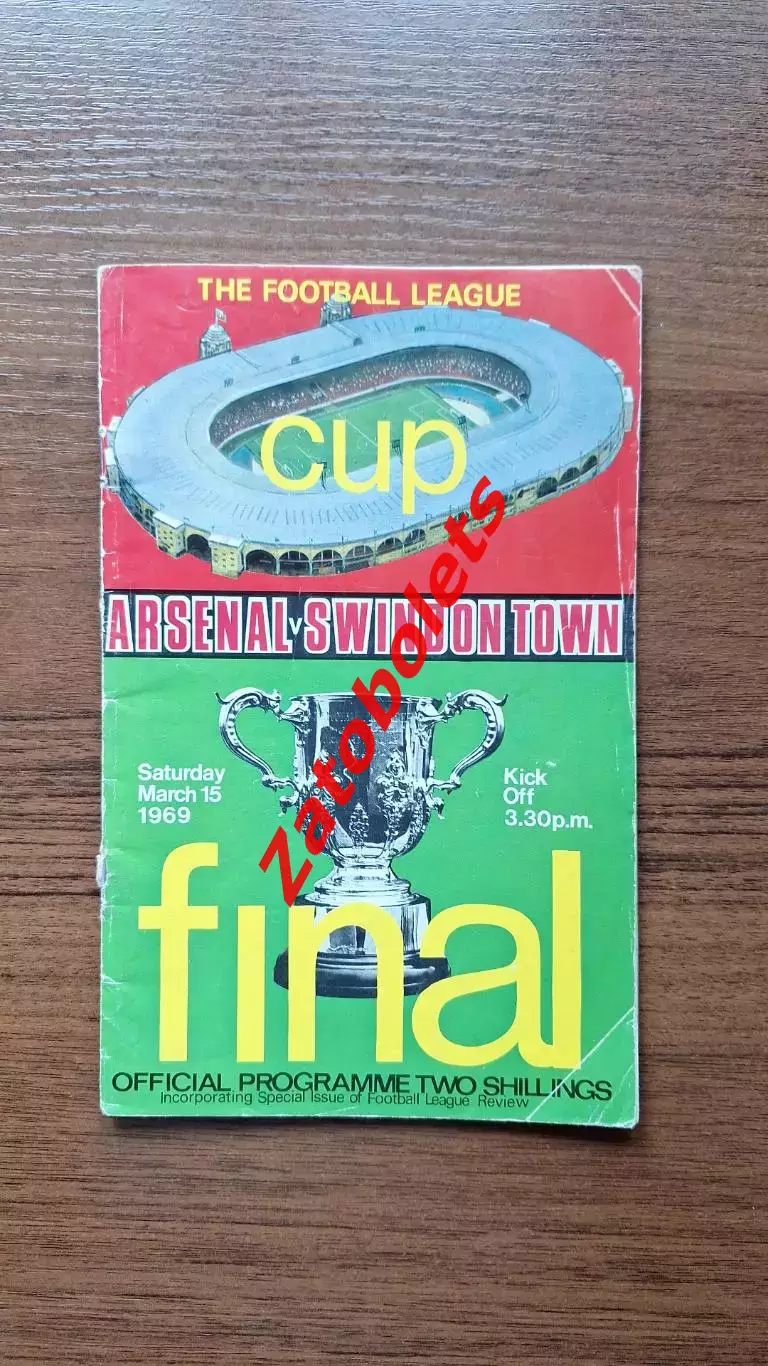 THE FOOTBALL LEAGUE
cup
ARSENAL v SWINDON TOWN
Saturday
March 15
1969
Kick
Off
3.30p.m.
final
OFFICIAL PROGRAMME TWO SHILLINGS
Incorporating Special Issue of Football League Review
Zatobolets